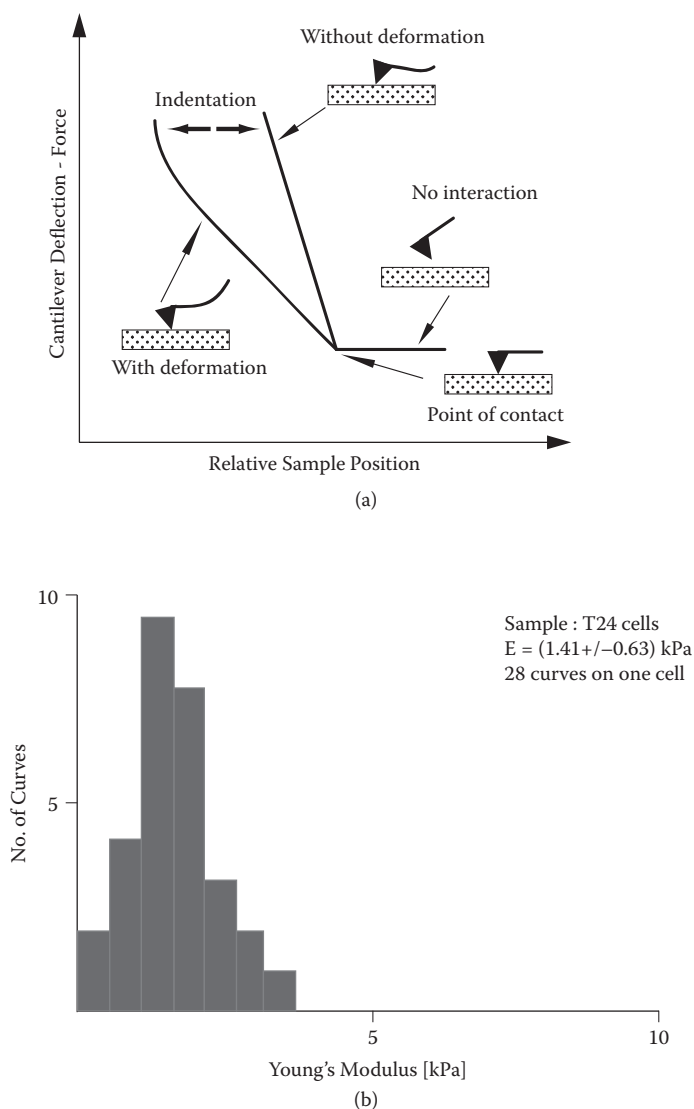 Without deformation
Indentation
No interaction
Cantilever Deflection - Force
With deformation
Point of contact
Relative Sample Position
(a)
10
Sample : T24 cells
E = (1.41+/–0.63) kPa
28 curves on one cell
No. of Curves
5
5
10
Young’s Modulus [kPa]
(b)